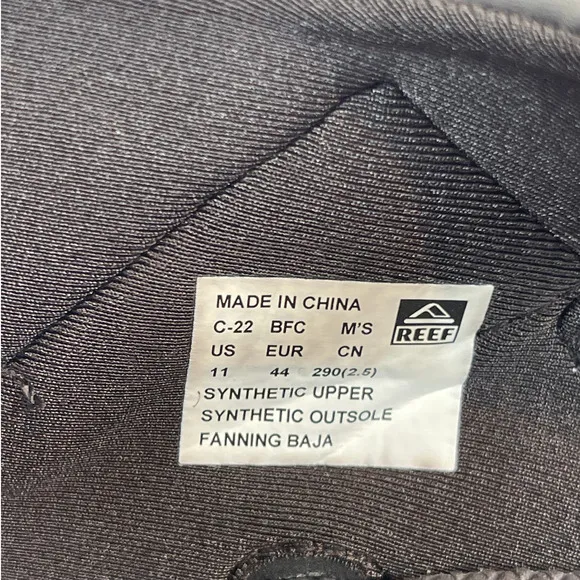 MADE IN CHINA
C-22 BFC M'S
REEF
US EUR CN
11 44 290(2.5)
SYNTHETIC UPPER
SYNTHETIC OUTSOLE
FANNING BAJA